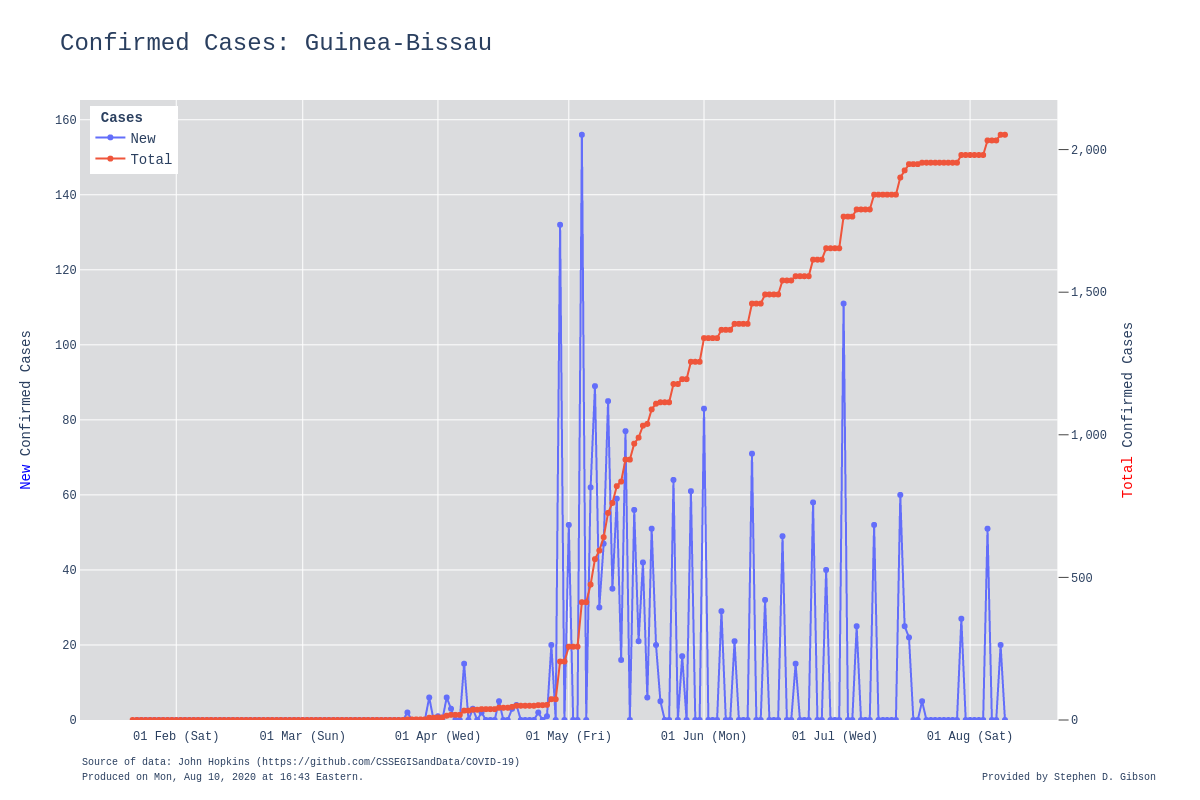 Confirmed Cases: Guinea-Bissau
Cases
New
Total
160
140
120
100
80
60
40
20
0
New Confirmed Cases
2,000
1,500
1,000
500
0
Total Confirmed Cases
01 Feb (Sat)
01 Mar (Sun)
01 Apr (Wed)
01 May (Fri)
01 Jun (Mon)
01 Jul (Wed)
01 Aug (Sat)
Source of data: John Hopkins (https://github.com/CSSEGISandData/COVID-19)
Produced on Mon, Aug 10, 2020 at 16:43 Eastern.
Provided by Stephen D. Gibson